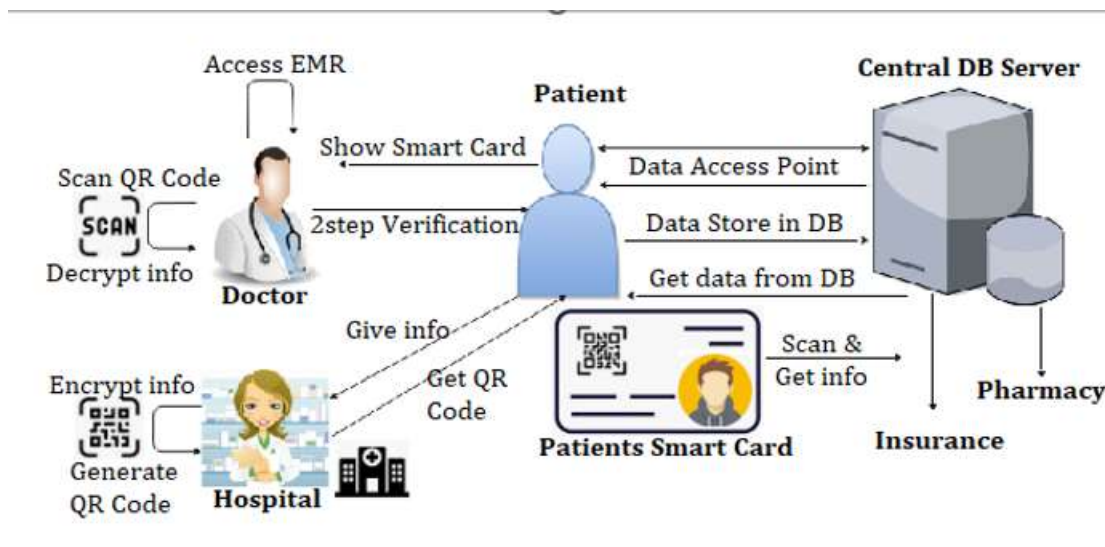 Access EMR
Central DB Server
Patient
Show Smart Card
Data Access Point
Scan QR Code
SCAN
2step Verification
Data Store in DB
Decrypt info
Doctor
Get data from DB
Give info
Scan &
Get info
Encrypt info
Get QR
Code
Pharmacy
Patients Smart Card
Insurance
Generate
QR Code
Hospital